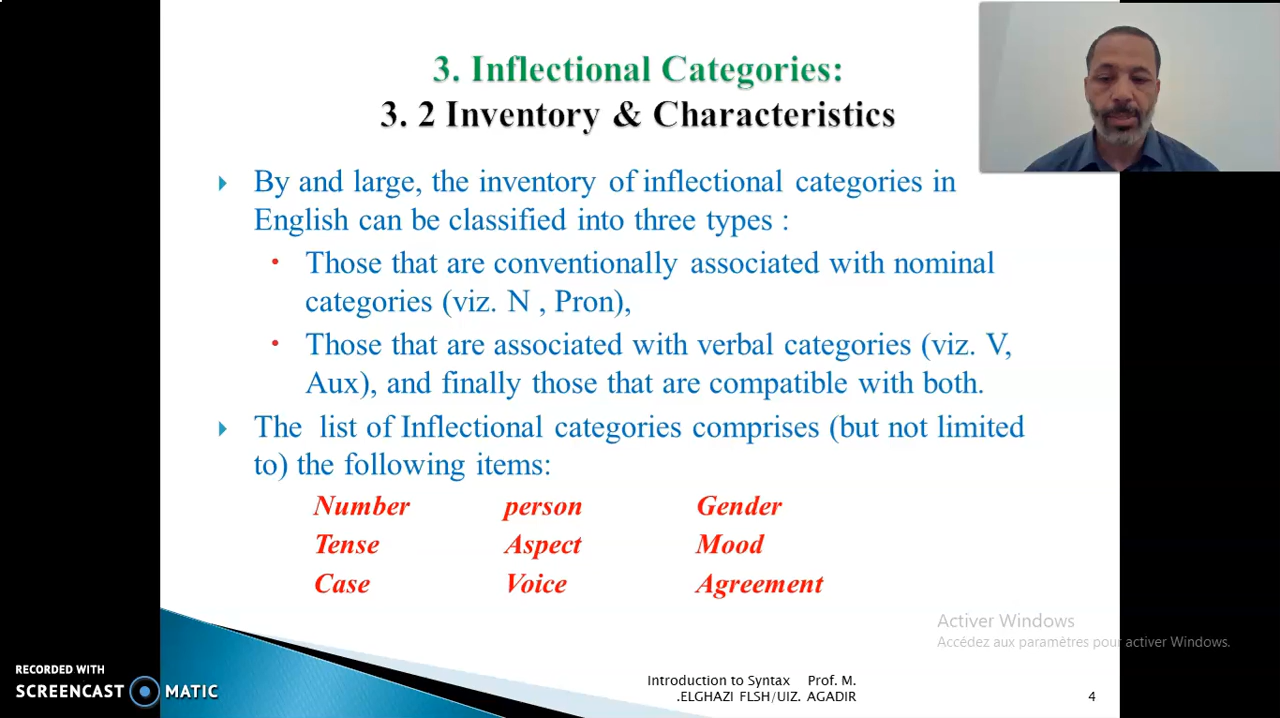 3. Inflectional Categories:
3. 2 Inventory & Characteristics
By and large, the inventory of inflectional categories in
English can be classified into three types :
Those that are conventionally associated with nominal
categories (viz. N , Pron),
Those that are associated with verbal categories (viz. V,
Aux), and finally those that are compatible with both.
The list of Inflectional categories comprises (but not limited
to) the following items:
Number person Gender
Tense Aspect Mood
Case Voice Agreement
Activer Windows
Accédez aux paramètres pour activer Windows.
RECORDED WITH
SCREENCAST MATIC
Introduction to Syntax Prof. M.
.ELGHAZI FLSH/UIZ. AGADIR
4